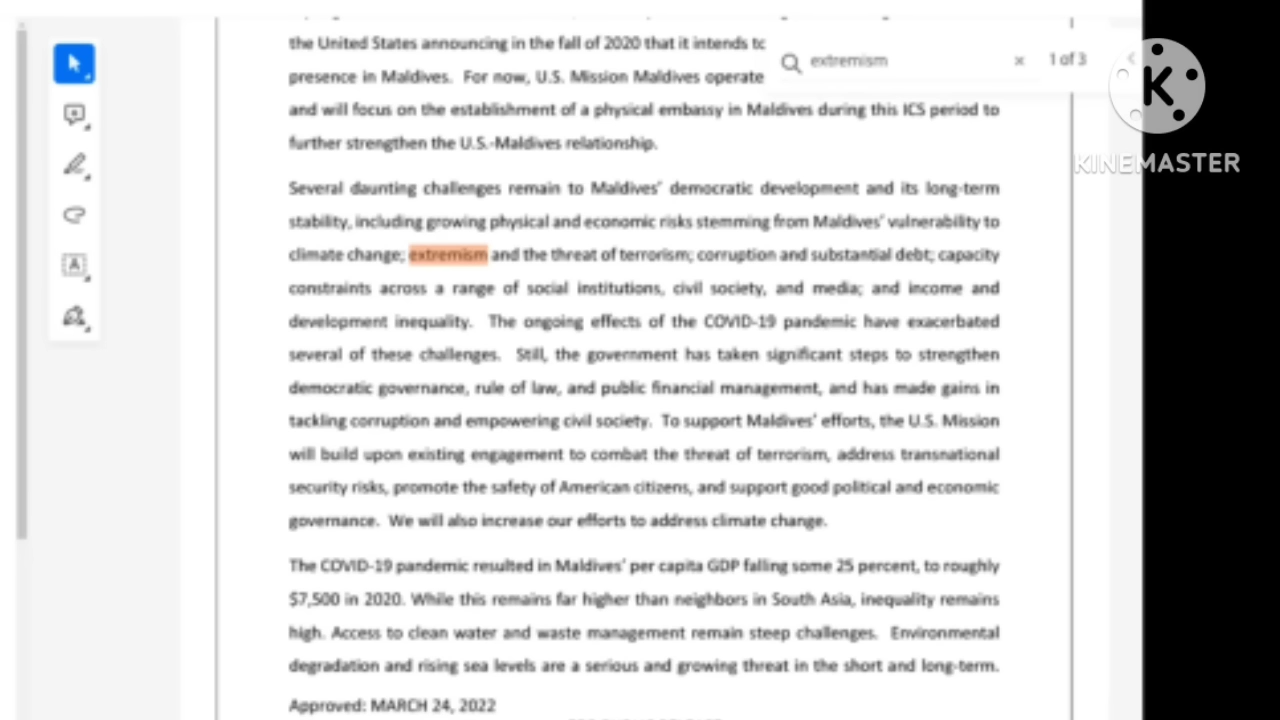 the United States announcing in the fall of 2020 that it intends to
extremism × 1 of 3
presence in Maldives. For now, U.S. Mission Maldives operate
K
KINEMASTER
and will focus on the establishment of a physical embassy in Maldives during this ICS period to
further strengthen the U.S.-Maldives relationship.
Several daunting challenges remain to Maldives' democratic development and its long-term
stability, including growing physical and economic risks stemming from Maldives' vulnerability to
climate change; extremism and the threat of terrorism; corruption and substantial debt; capacity
constraints across a range of social institutions, civil society, and media; and income and
development inequality. The ongoing effects of the COVID-19 pandemic have exacerbated
several of these challenges. Still, the government has taken significant steps to strengthen
democratic governance, rule of law, and public financial management, and has made gains in
tackling corruption and empowering civil society. To support Maldives' efforts, the U.S. Mission
will build upon existing engagement to combat the threat of terrorism, address transnational
security risks, promote the safety of American citizens, and support good political and economic
governance. We will also increase our efforts to address climate change.
The COVID-19 pandemic resulted in Maldives' per capita GDP falling some 25 percent, to roughly
$7,500 in 2020. While this remains far higher than neighbors in South Asia, inequality remains
high. Access to clean water and waste management remain steep challenges. Environmental
degradation and rising sea levels are a serious and growing threat in the short and long-term.
Approved: MARCH 24, 2022